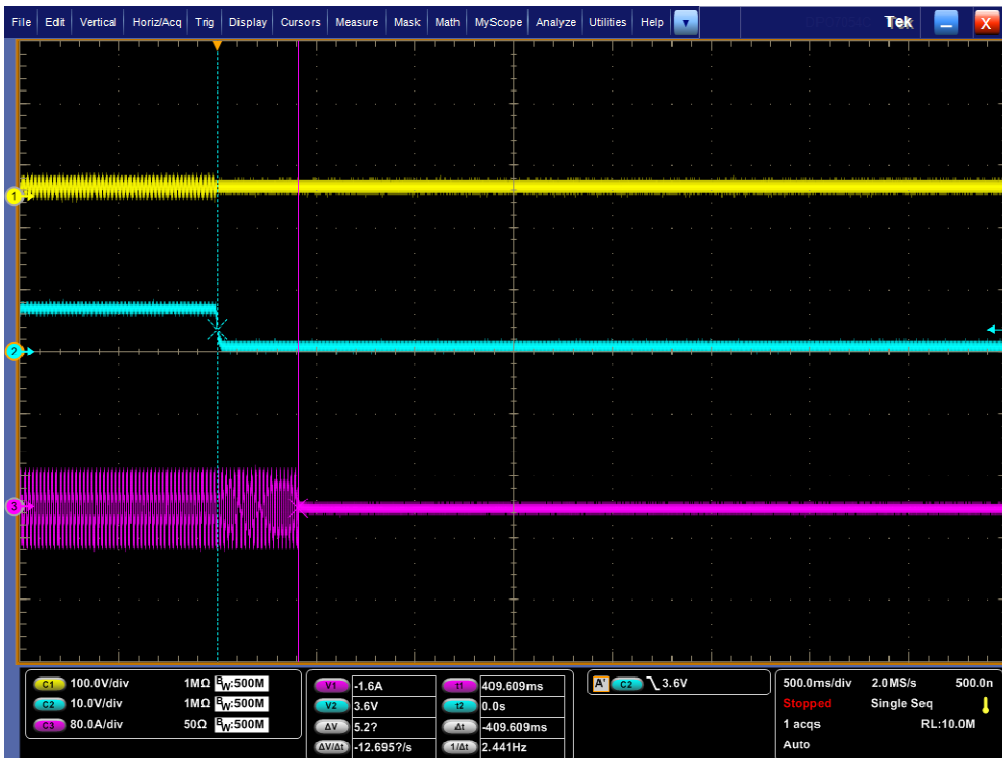 File Edit Vertical Horiz/Acq Trig Display Cursors Measure Mask Math MyScope Analyze Utilities Help Tek X
1
2
3
C1 100.0V/div 1MΩ BW:500M
C2 10.0V/div 1MΩ BW:500M
C3 80.0A/div 50Ω BW:500M
V1 -1.6A t1 409.609ms
V2 3.6V t2 0.0s
ΔV 5.2? Δt -409.609ms
ΔV/Δt -12.695?/s 1/Δt 2.441Hz
A' C2 3.6V
500.0ms/div 2.0MS/s 500.0n
Stopped Single Seq
1 acqs RL:10.0M
Auto